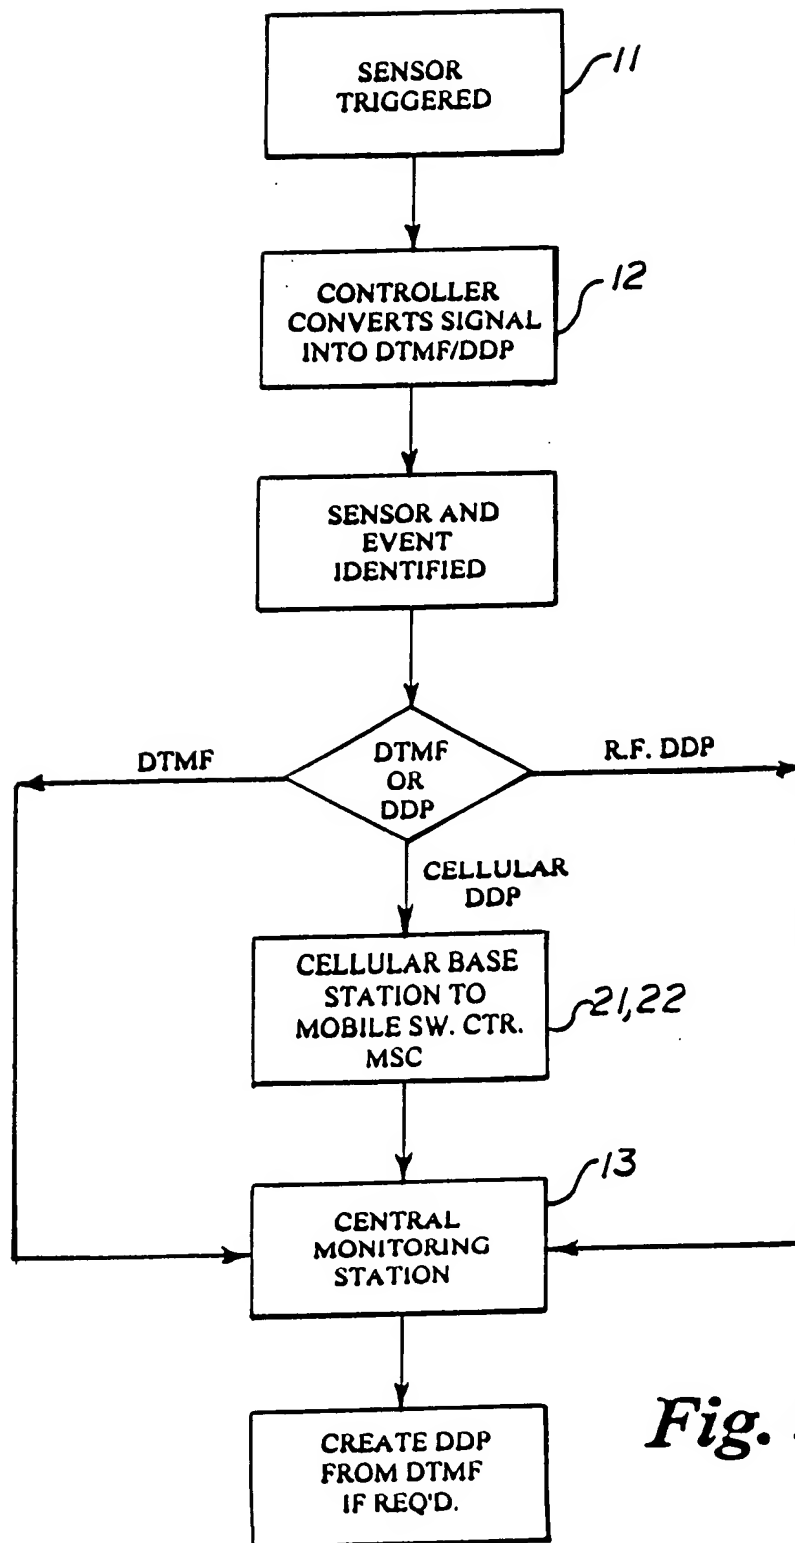 SENSOR
TRIGGERED
11
CONTROLLER
CONVERTS SIGNAL
INTO DTMF/DDP
12
SENSOR AND
EVENT
IDENTIFIED
DTMF
DTMF
OR
DDP
R.F. DDP
CELLULAR
DDP
CELLULAR BASE
STATION TO
MOBILE SW. CTR.
MSC
21,22
CENTRAL
MONITORING
STATION
13
CREATE DDP
FROM DTMF
IF REQ'D.
Fig.